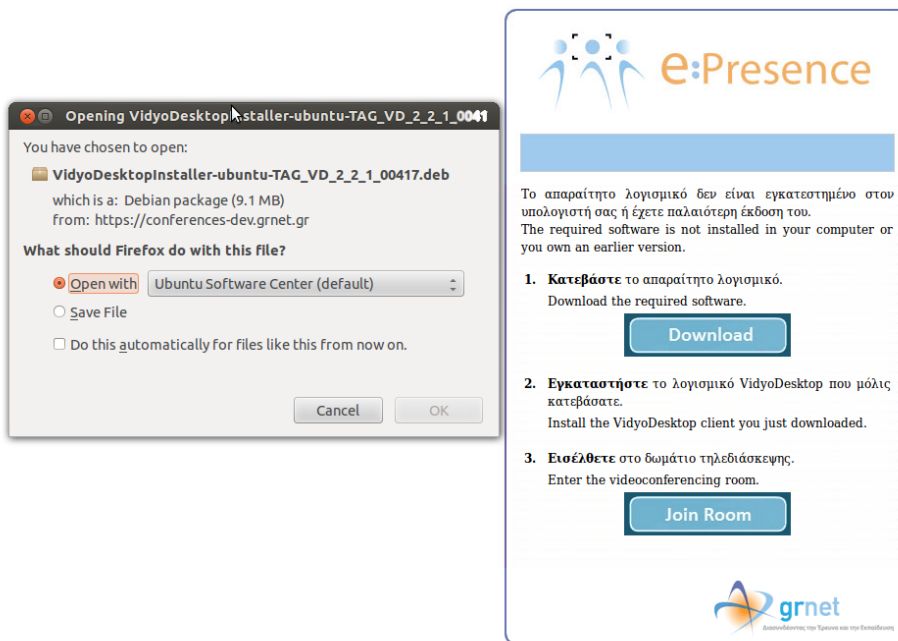 Opening VidyoDesktopInstaller-ubuntu-TAG_VD_2_2_1_0041
You have chosen to open:
VidyoDesktopInstaller-ubuntu-TAG_VD_2_2_1_00417.deb
which is a: Debian package (9.1 MB)
from: https://conferences-dev.grnet.gr
What should Firefox do with this file?
Open with
Ubuntu Software Center (default)
Save File
Do this automatically for files like this from now on.
Cancel
OK
e:Presence
Το απαραίτητο λογισμικό δεν είναι εγκατεστημένο στον
υπολογιστή σας ή έχετε παλαιότερη έκδοση του.
The required software is not installed in your computer or
you own an earlier version.
1. Κατεβάστε το απαραίτητο λογισμικό.
Download the required software.
Download
2. Εγκαταστήστε το λογισμικό VidyoDesktop που μόλις
κατεβάσατε.
Install the VidyoDesktop client you just downloaded.
3. Εισέλθετε στο δωμάτιο τηλεδιάσκεψης.
Enter the videoconferencing room.
Join Room
grnet
Διασυνδέοντας την Έρευνα και την Εκπαίδευση